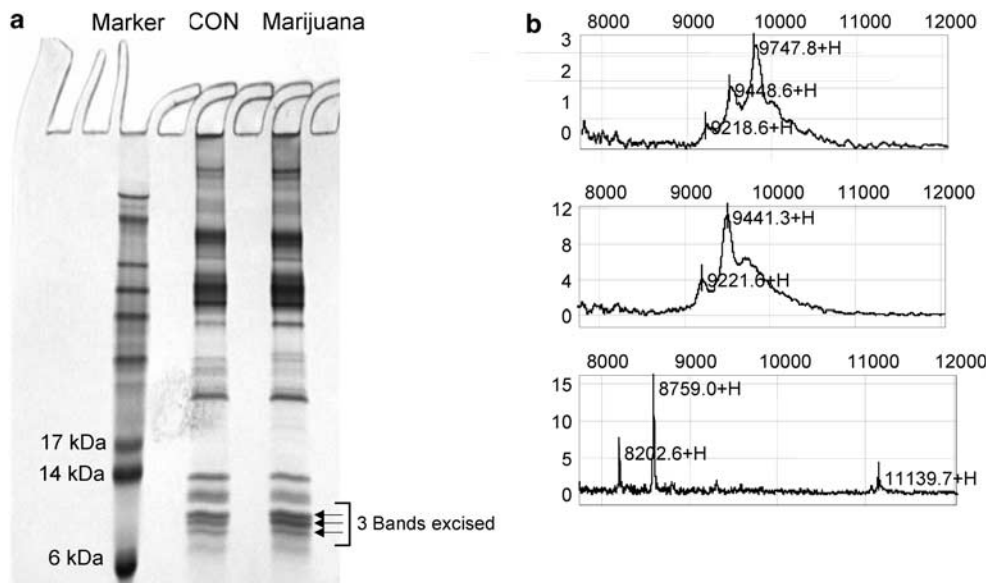 a
Marker CON Marijuana
17 kDa
14 kDa
6 kDa
3 Bands excised
b
8000 9000 10000 11000 12000
3
2
1
0
9747.8+H
9448.6+H
9218.6+H
8000 9000 10000 11000 12000
12
8
4
0
9441.3+H
9221.6+H
8000 9000 10000 11000 12000
15
10
5
0
8759.0+H
8202.6+H
11139.7+H